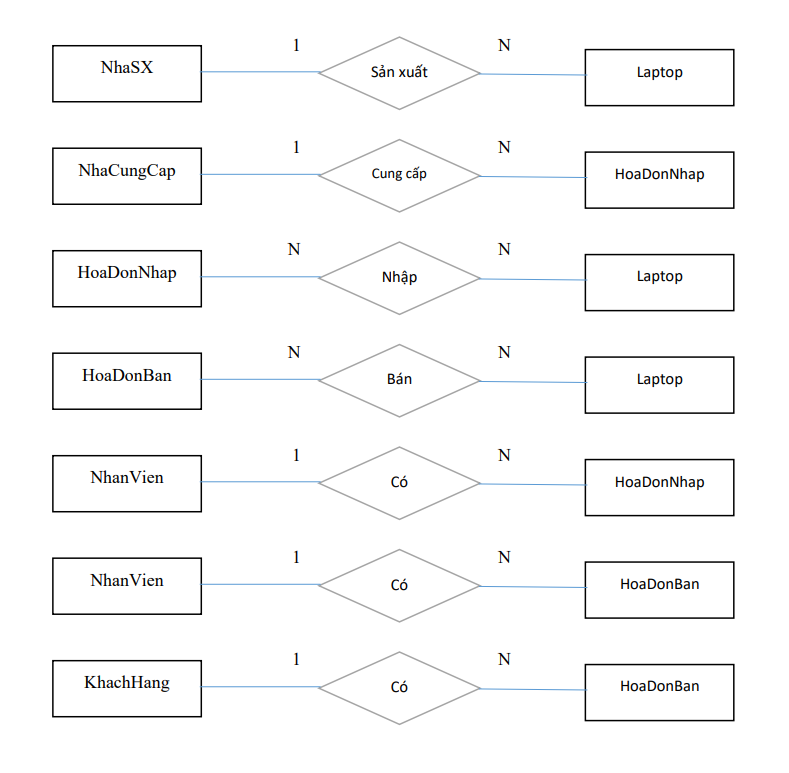 1 N
NhaSX Sản xuất Laptop
1 N
NhaCungCap Cung cấp HoaDonNhap
N N
HoaDonNhap Nhập Laptop
N N
HoaDonBan Bán Laptop
1 N
NhanVien Có HoaDonNhap
1 N
NhanVien Có HoaDonBan
1 N
KhachHang Có HoaDonBan